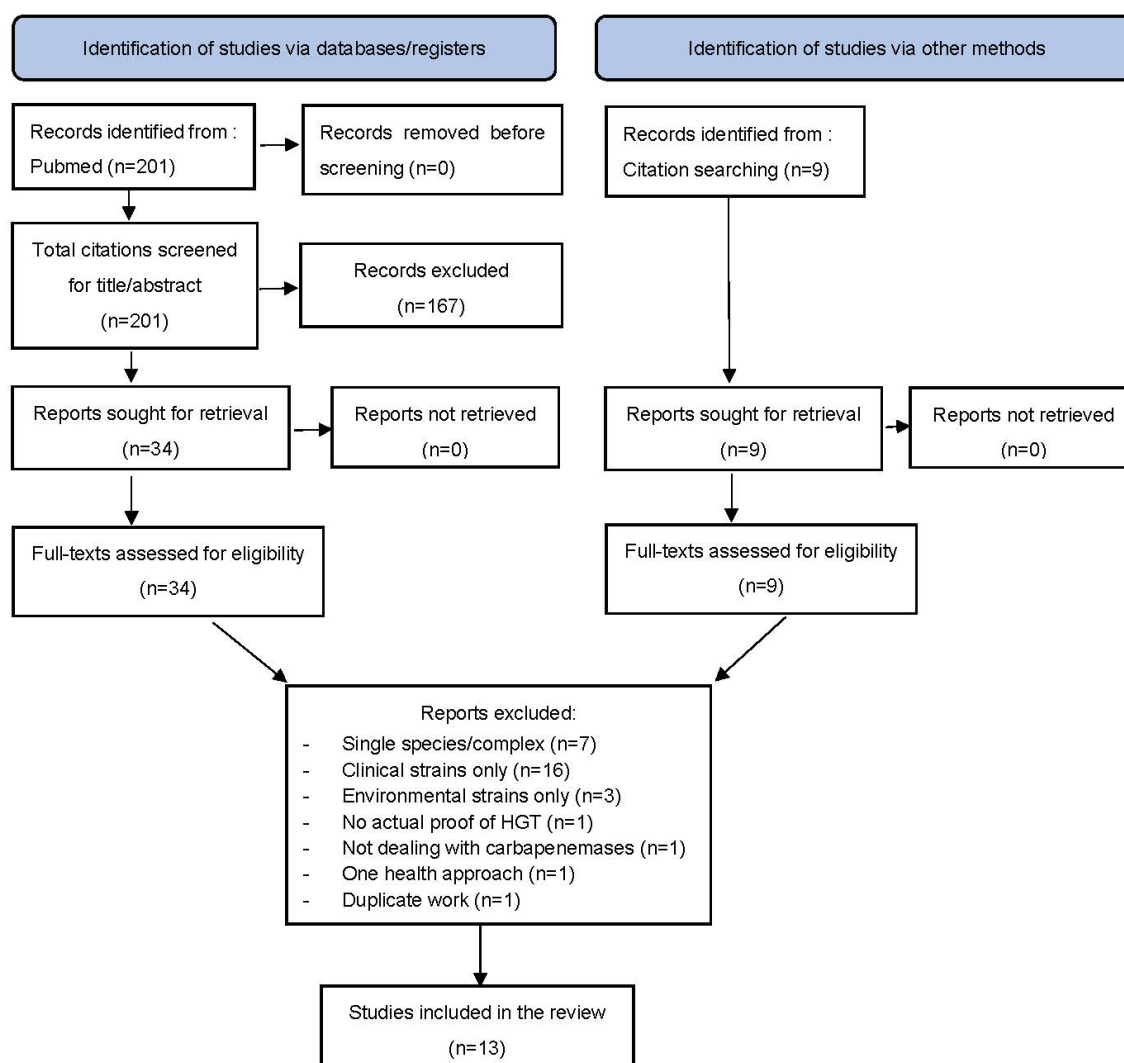 Identification of studies via databases/registers
Identification of studies via other methods
Records identified from :
Pubmed (n=201)
Records removed before
screening (n=0)
Records identified from :
Citation searching (n=9)
Total citations screened
for title/abstract
(n=201)
Records excluded
(n=167)
Reports sought for retrieval
(n=34)
Reports not retrieved
(n=0)
Reports sought for retrieval
(n=9)
Reports not retrieved
(n=0)
Full-texts assessed for eligibility
(n=34)
Full-texts assessed for eligibility
(n=9)
Reports excluded:
- Single species/complex (n=7)
- Clinical strains only (n=16)
- Environmental strains only (n=3)
- No actual proof of HGT (n=1)
- Not dealing with carbapenemases (n=1)
- One health approach (n=1)
- Duplicate work (n=1)
Studies included in the review
(n=13)